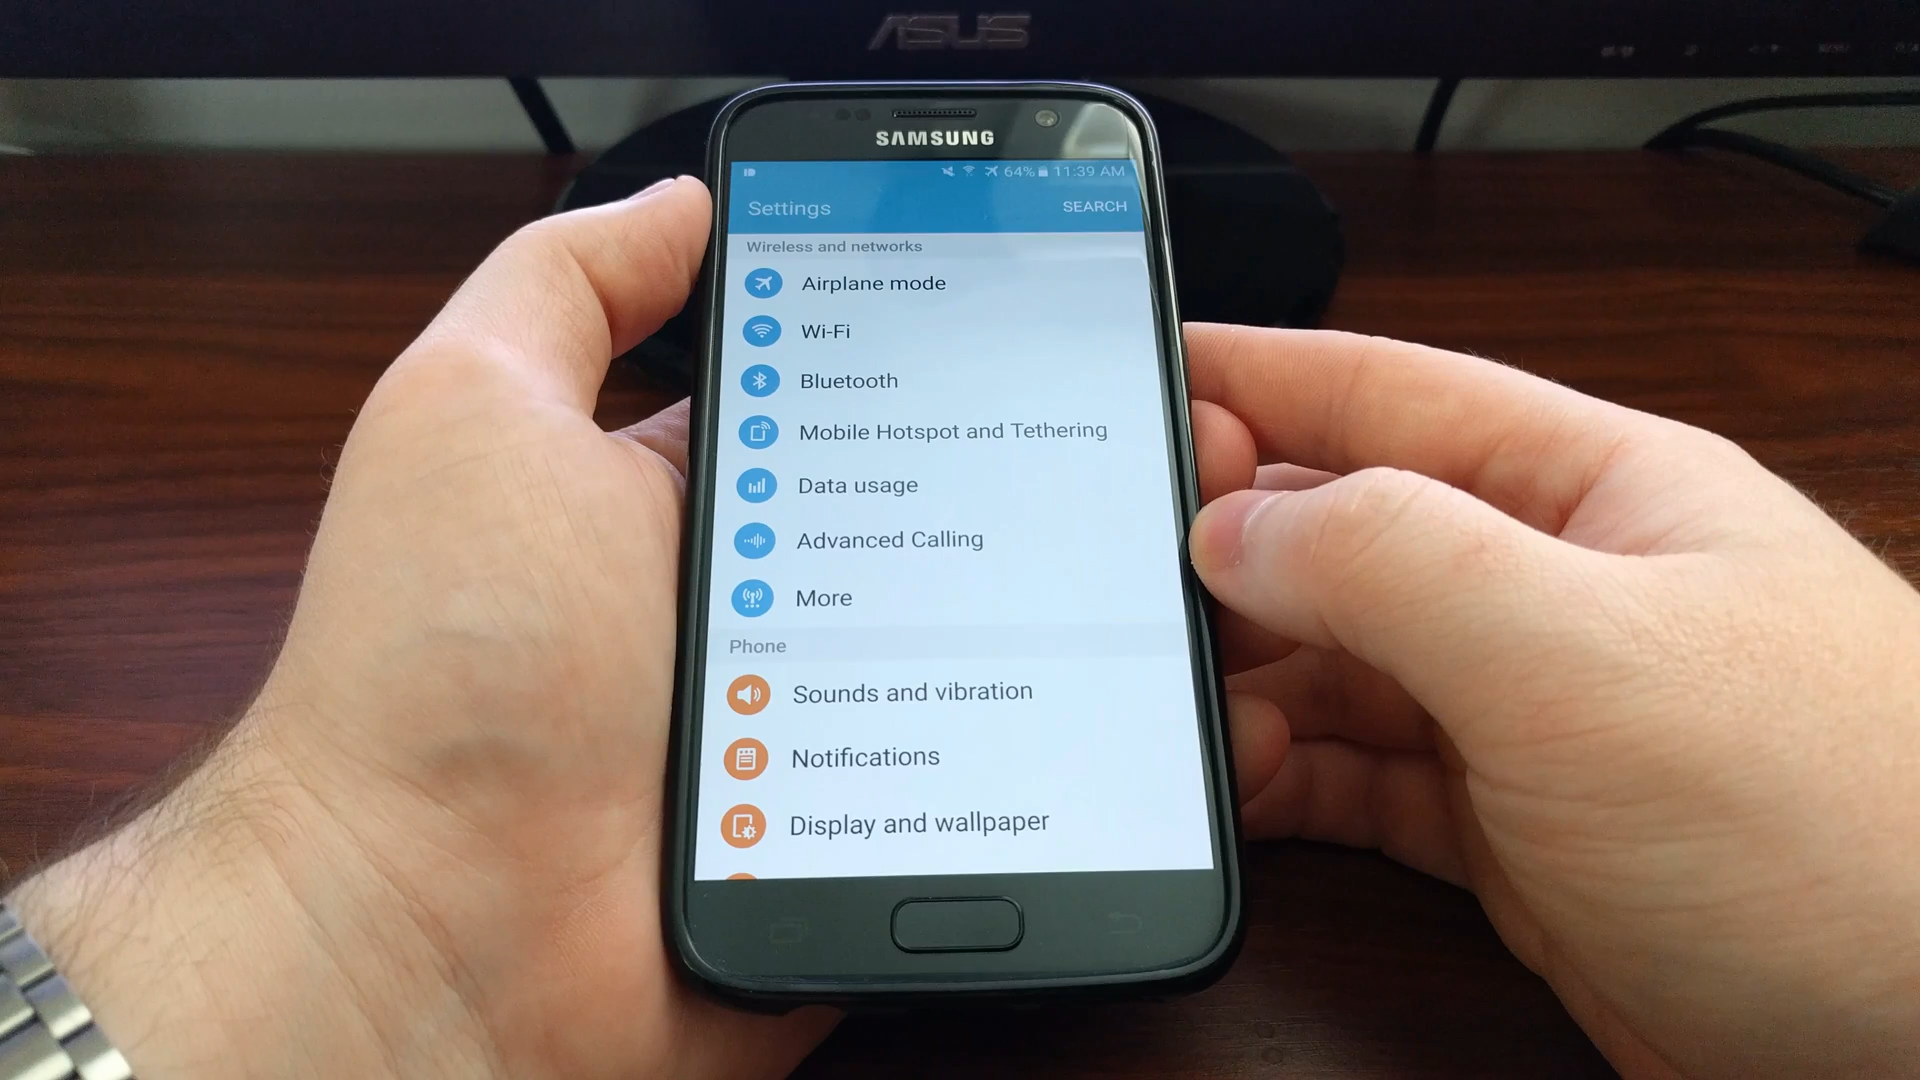 ASUS
SAMSUNG
64% 11:39 AM
Settings SEARCH
Wireless and networks
Airplane mode
Wi-Fi
Bluetooth
Mobile Hotspot and Tethering
Data usage
Advanced Calling
More
Phone
Sounds and vibration
Notifications
Display and wallpaper